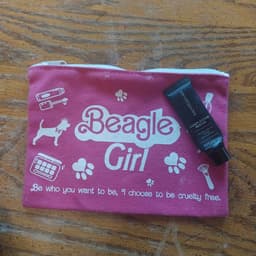 Beagle
Girl
Be who you want to be, I choose to be cruelty free.